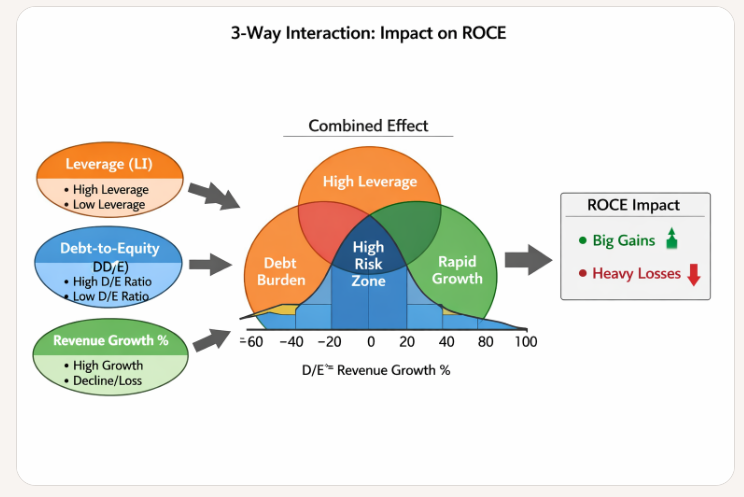 3-Way Interaction: Impact on ROCE
Combined Effect
Leverage (LI)
• High Leverage
• Low Leverage
Debt-to-Equity
DD/E)
• High D/E Ratio
• Low D/E Ratio
Revenue Growth %
• High Growth
• Decline/Loss
High Leverage
Debt
Burden
High
Risk
Zone
Rapid
Growth
-60 -40 -20 0 20 40 80 100
D/E*= Revenue Growth %
ROCE Impact
• Big Gains
• Heavy Losses